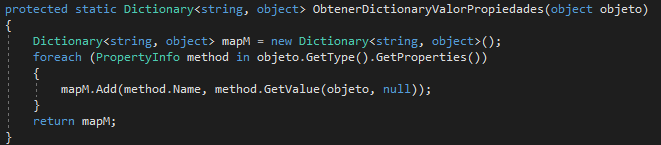 protected static Dictionary<string, object> ObtenerDictionaryValorPropiedades(object objeto)
{
Dictionary<string, object> mapM = new Dictionary<string, object>();
foreach (PropertyInfo method in objeto.GetType().GetProperties())
{
mapM.Add(method.Name, method.GetValue(objeto, null));
}
return mapM;
}